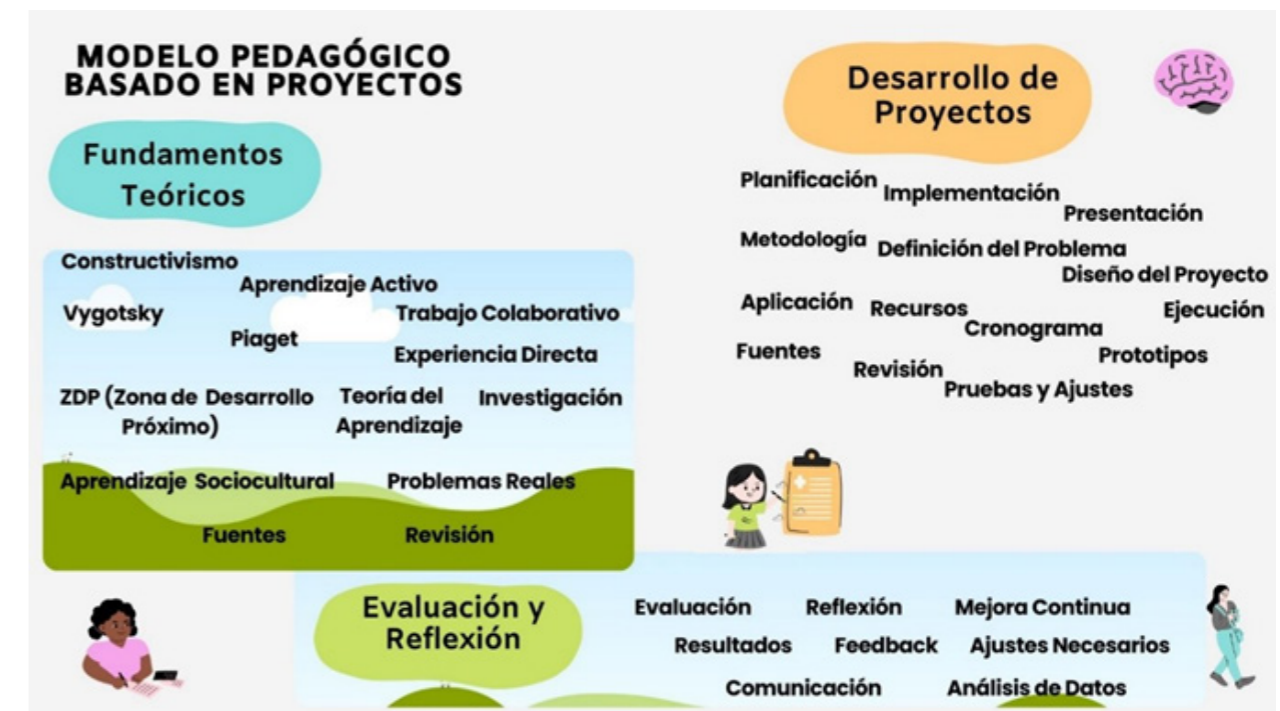 MODELO PEDAGÓGICO
BASADO EN PROYECTOS
Fundamentos
Teóricos
Constructivismo
Aprendizaje Activo
Vygotsky
Trabajo Colaborativo
Piaget
Experiencia Directa
ZDP (Zona de Desarrollo
Próximo)
Teoría del
Aprendizaje
Investigación
Aprendizaje Sociocultural
Problemas Reales
Fuentes
Revisión
Desarrollo de
Proyectos
Planificación
Implementación
Presentación
Metodología
Definición del Problema
Diseño del Proyecto
Aplicación
Recursos
Ejecución
Cronograma
Fuentes
Prototipos
Revisión
Pruebas y Ajustes
Evaluación y
Reflexión
Evaluación
Reflexión
Mejora Continua
Resultados
Feedback
Ajustes Necesarios
Comunicación
Análisis de Datos